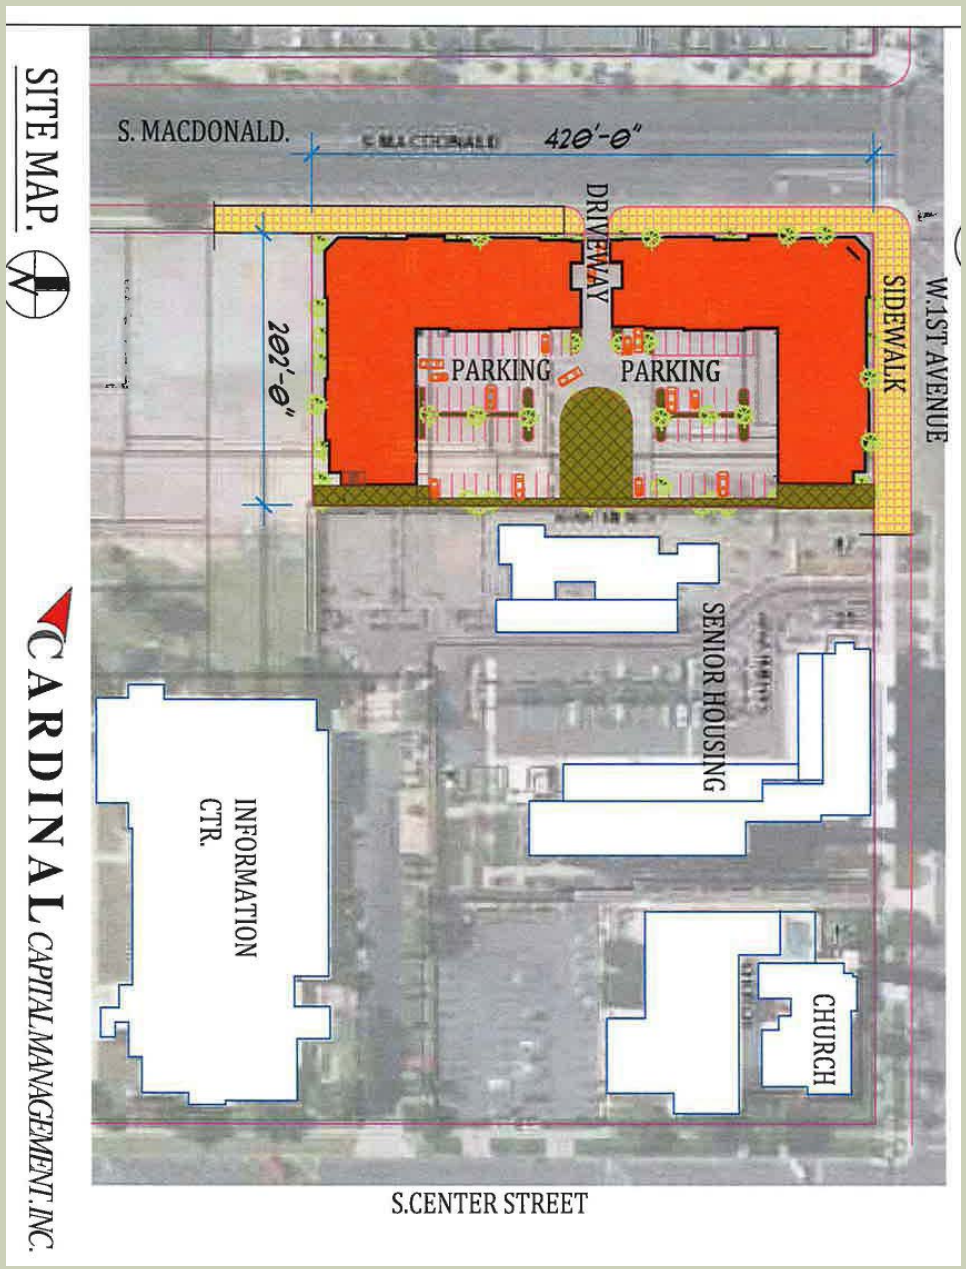 S. MACDONALD.
S MACDONALD
420'-0"
DRIVEWAY
W.1ST AVENUE
SIDEWALK
202'-0"
PARKING
PARKING
SENIOR HOUSING
INFORMATION
CTR.
CHURCH
S.CENTER STREET
SITE MAP.
CARDINAL CAPITAL MANAGEMENT. INC.